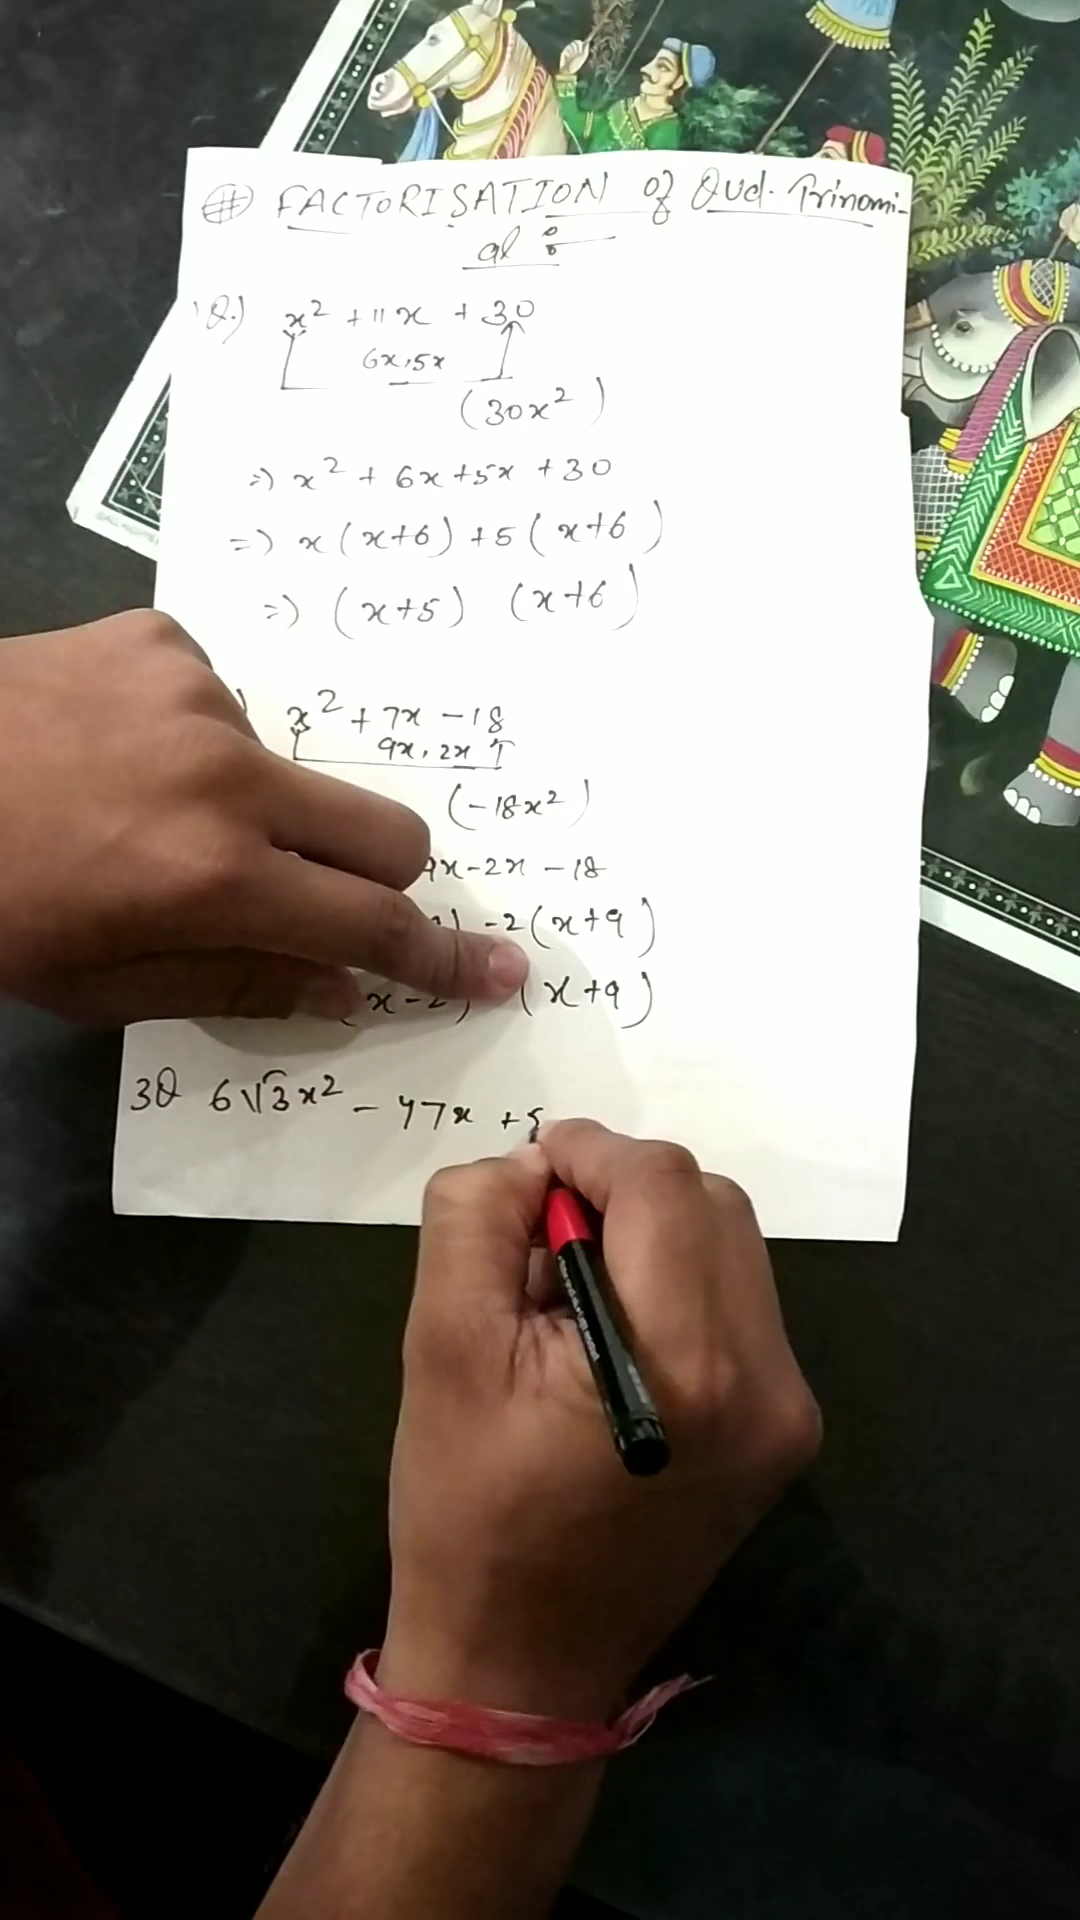 # FACTORISATION of Qud. Trinomi-
al :
Q.) x² + 11x + 30
6x, 5x
(30x²)
=) x² + 6x + 5x + 30
=) x (x+6) + 5 (x+6)
=) (x+5) (x+6)
x² + 7x - 18
9x, 2x
(-18x²)
9x - 2x - 18
) -2 (x+9)
(x-2) (x+9)
3Q 6√3x² - 47x + 5